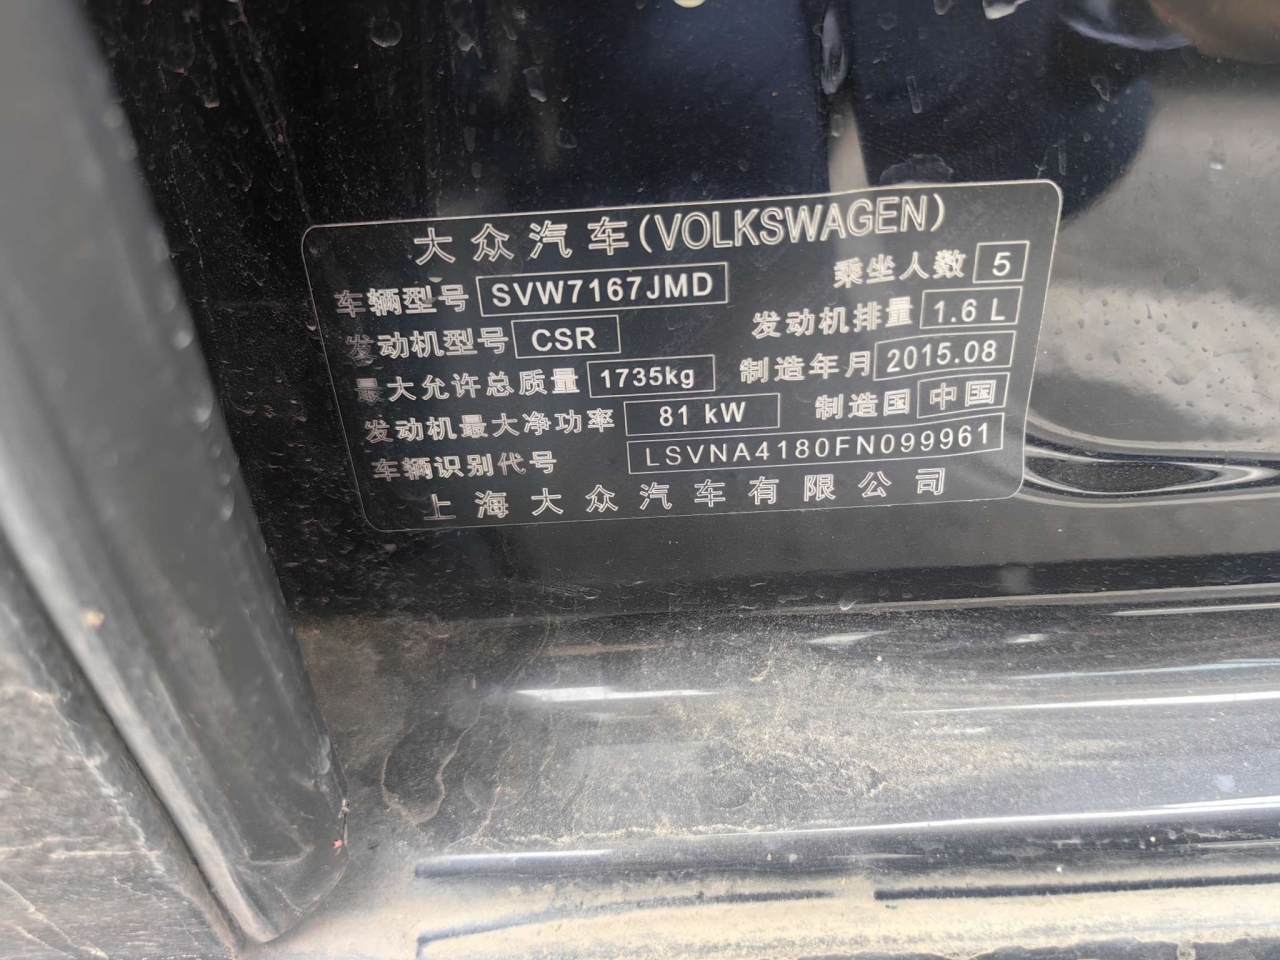 大众汽车(VOLKSWAGEN)
车辆型号 SVW7167JMD 乘坐人数 5
发动机型号 CSR 发动机排量 1.6 L
最大允许总质量 1735kg 制造年月 2015.08
发动机最大净功率 81 kW 制造国 中国
车辆识别代号 LSVNA4180FN099961
上海大众汽车有限公司